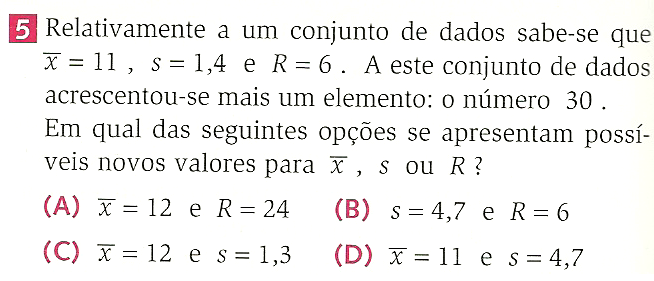 5 Relativamente a um conjunto de dados sabe-se que
x̅ = 11 , s = 1,4 e R = 6 . A este conjunto de dados
acrescentou-se mais um elemento: o número 30 .
Em qual das seguintes opções se apresentam possí-
veis novos valores para x̅ , s ou R ?
(A) x̅ = 12 e R = 24 (B) s = 4,7 e R = 6
(C) x̅ = 12 e s = 1,3 (D) x̅ = 11 e s = 4,7